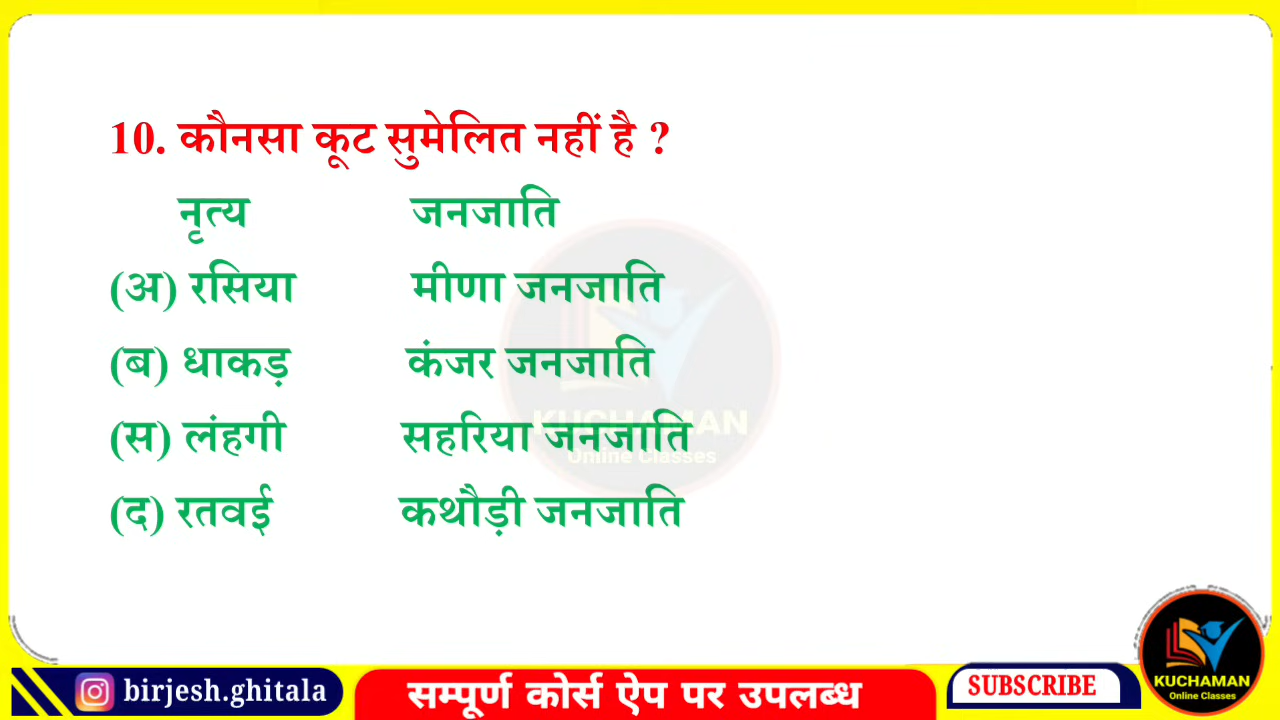 10. कौनसा कूट सुमेलित नहीं है ?
नृत्य जनजाति
(अ) रसिया मीणा जनजाति
(ब) धाकड़ कंजर जनजाति
(स) लंहगी सहरिया जनजाति
(द) रतवई कथौड़ी जनजाति
KUCHAMAN
Online Classes
birjesh.ghitala
सम्पूर्ण कोर्स ऐप पर उपलब्ध
SUBSCRIBE
KUCHAMAN
Online Classes